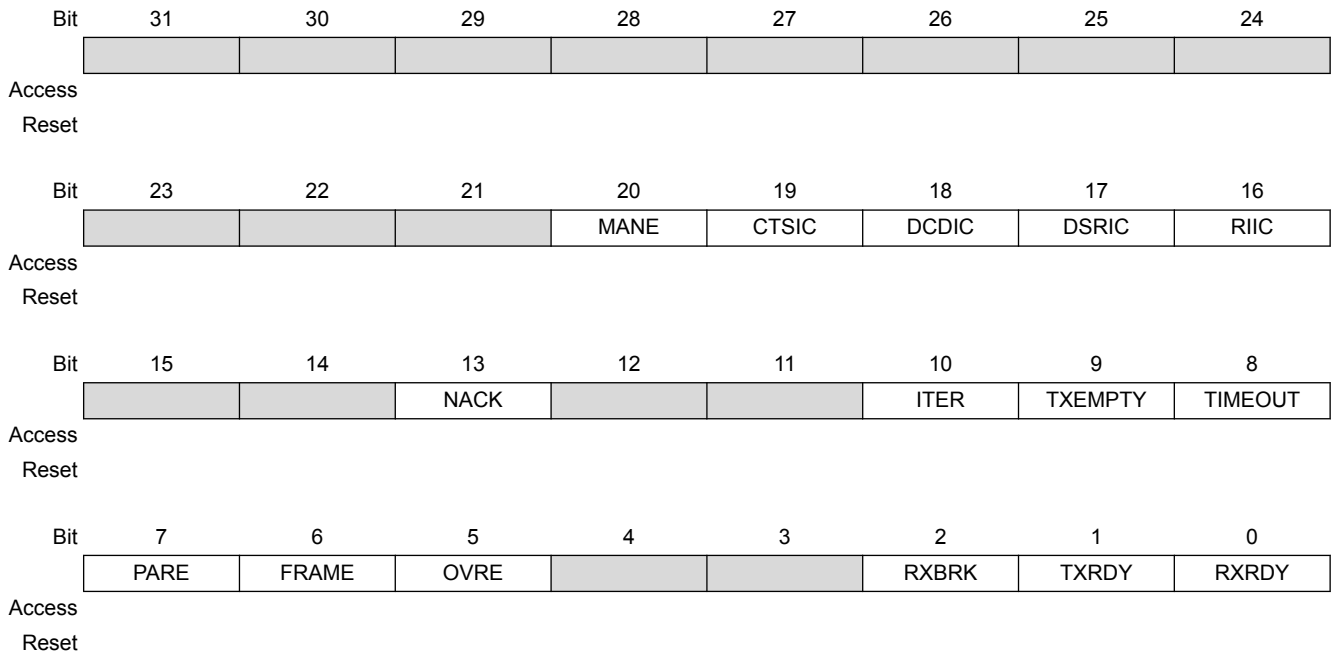 Bit 31 30 29 28 27 26 25 24
Access
Reset
Bit 23 22 21 20 19 18 17 16
MANE CTSIC DCDIC DSRIC RIIC
Access
Reset
Bit 15 14 13 12 11 10 9 8
NACK ITER TXEMPTY TIMEOUT
Access
Reset
Bit 7 6 5 4 3 2 1 0
PARE FRAME OVRE RXBRK TXRDY RXRDY
Access
Reset